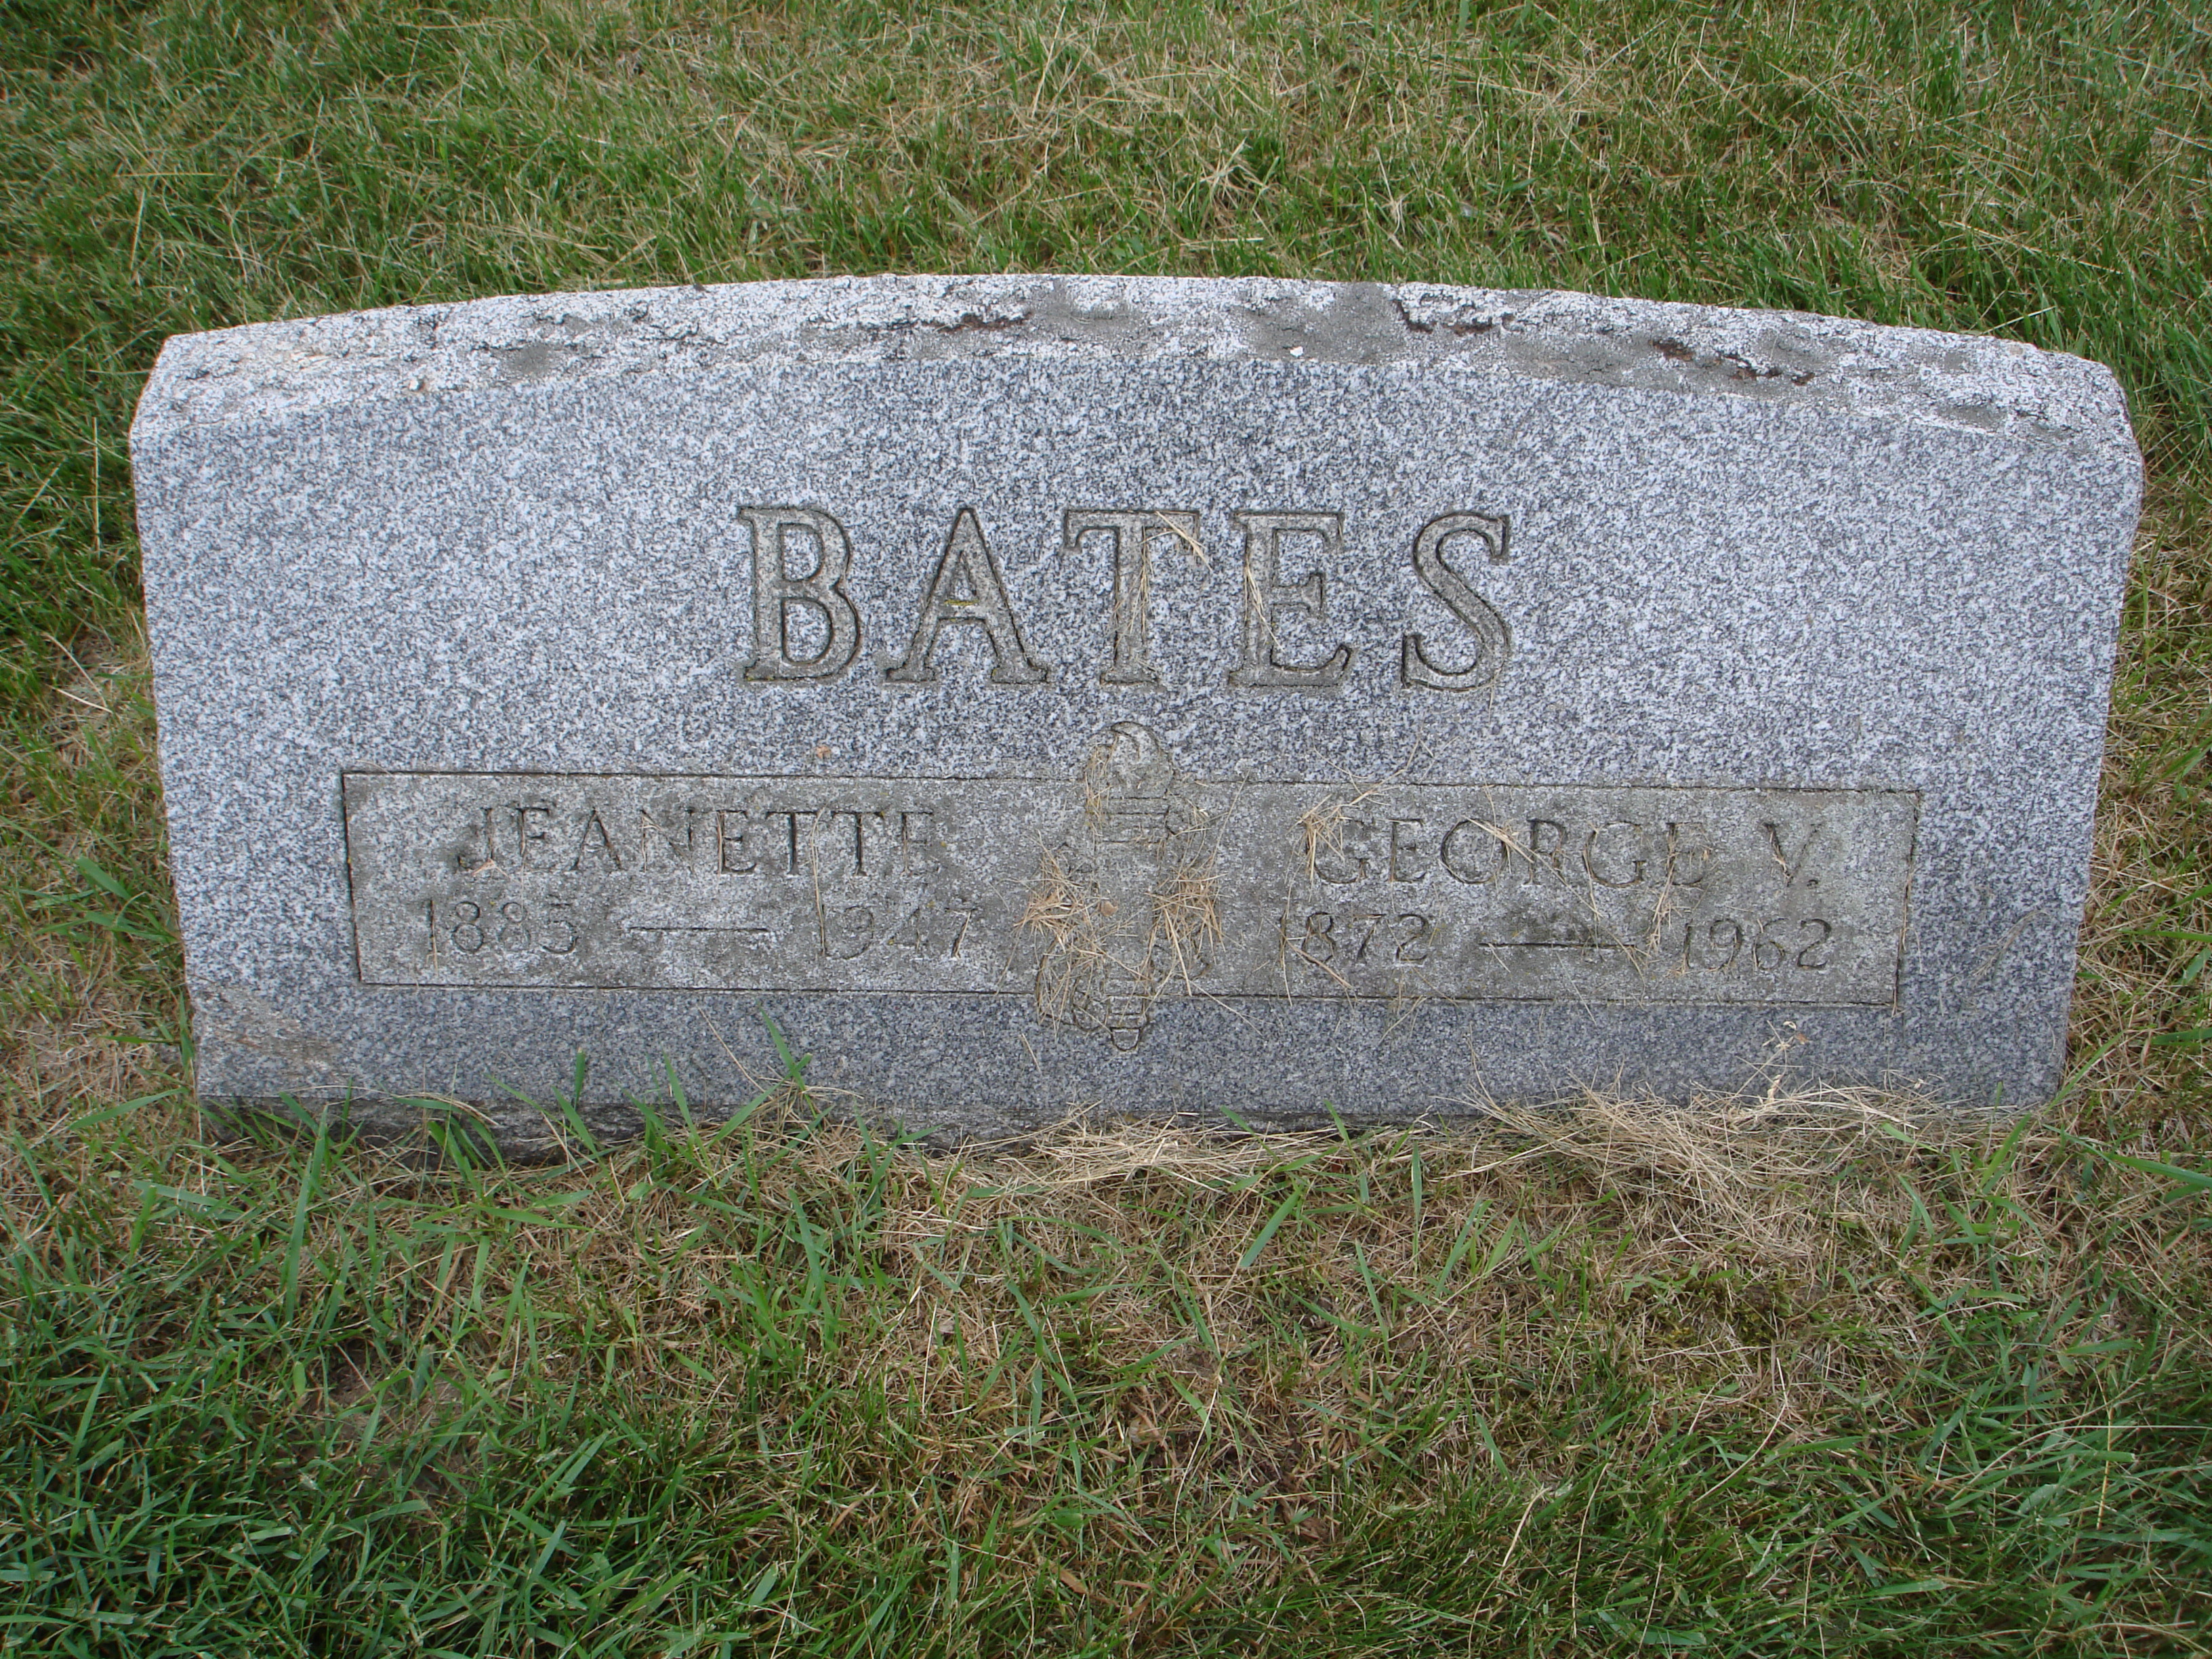 BATES
JEANETTE
1885 — 1947
GEORGE V.
1872 — 1962